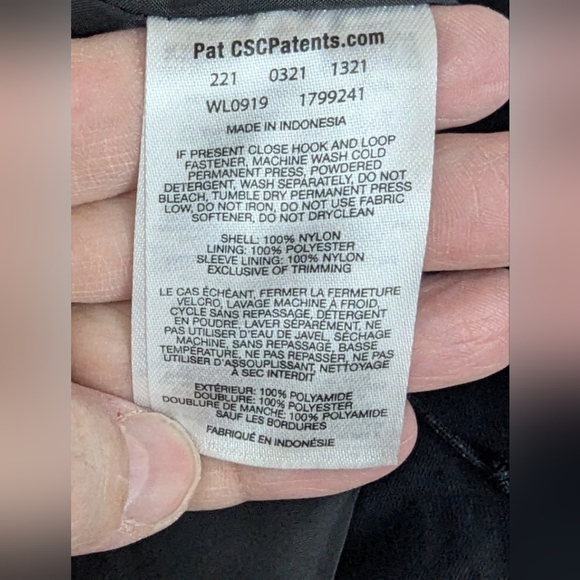 Pat CSCPatents.com
221 0321 1321
WL0919 1799241
MADE IN INDONESIA
IF PRESENT CLOSE HOOK AND LOOP
FASTENER, MACHINE WASH COLD
PERMANENT PRESS, POWDERED
DETERGENT, WASH SEPARATELY, DO NOT
BLEACH, TUMBLE DRY PERMANENT PRESS
LOW, DO NOT IRON, DO NOT USE FABRIC
SOFTENER, DO NOT DRYCLEAN
SHELL: 100% NYLON
LINING: 100% POLYESTER
SLEEVE LINING: 100% NYLON
EXCLUSIVE OF TRIMMING
LE CAS ÉCHÉANT, FERMER LA FERMETURE
VELCRO, LAVAGE MACHINE À FROID,
CYCLE SANS REPASSAGE, DÉTERGENT
EN POUDRE, LAVER SÉPARÉMENT, NE
PAS UTILISER D'EAU DE JAVEL, SÉCHAGE
MACHINE, SANS REPASSAGE, BASSE
TEMPÉRATURE, NE PAS REPASSER, NE PAS
UTILISER D'ASSOUPLISSANT, NETTOYAGE
À SEC INTERDIT
EXTÉRIEUR: 100% POLYAMIDE
DOUBLURE: 100% POLYESTER
DOUBLURE DE MANCHE: 100% POLYAMIDE
SAUF LES BORDURES
FABRIQUÉ EN INDONÉSIE